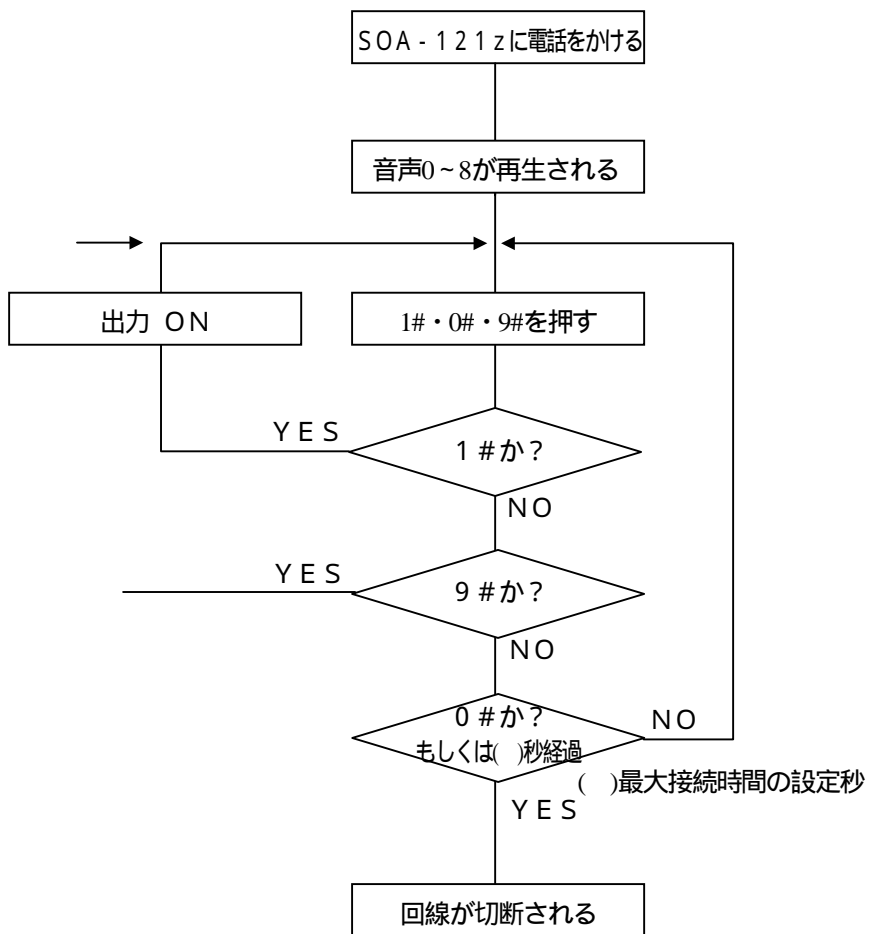 SOA-121zに電話をかける
音声0~8が再生される
出力 ON
1#・0#・9#を押す
YES
1#か?
NO
YES
9#か?
NO
0#か?
もしくは( )秒経過
NO
( )最大接続時間の設定秒
YES
回線が切断される